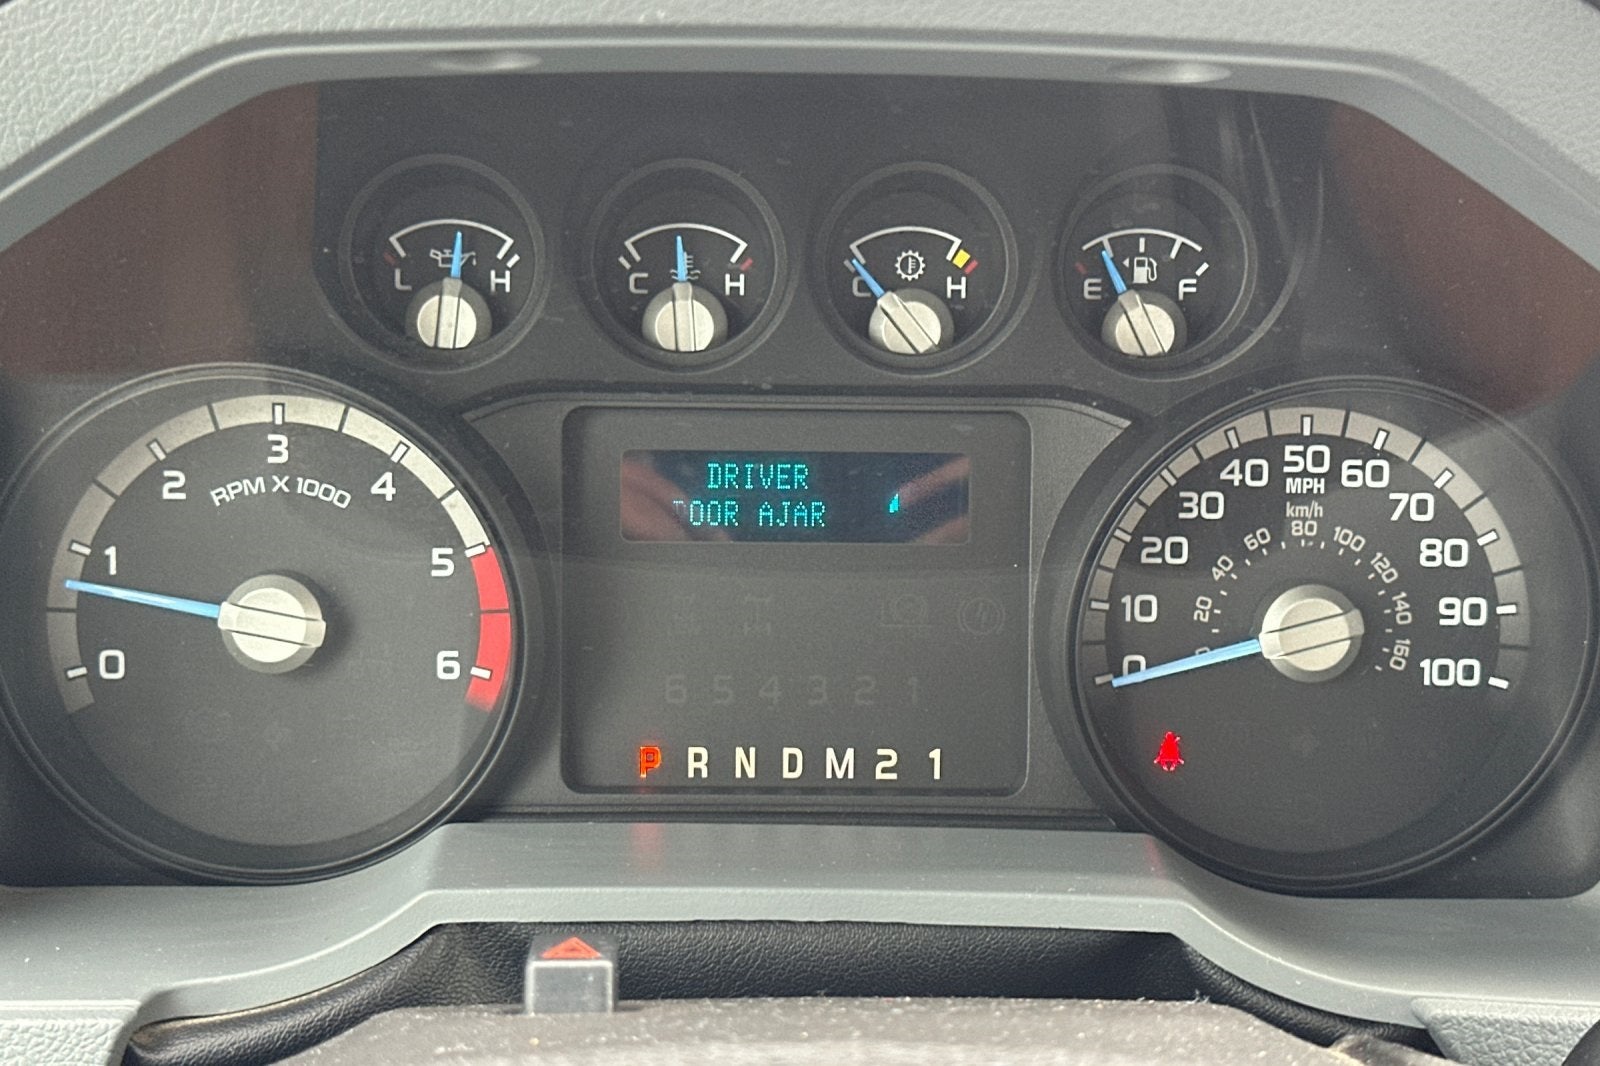 L H
C H
C H
E F
0 1 2 3 4 5 6
RPM X 1000
DRIVER
DOOR AJAR
6 5 4 3 2 1
P R N D M 2 1
0 10 20 30 40 50 60 70 80 90 100
MPH
km/h
0 20 40 60 80 100 120 140 160